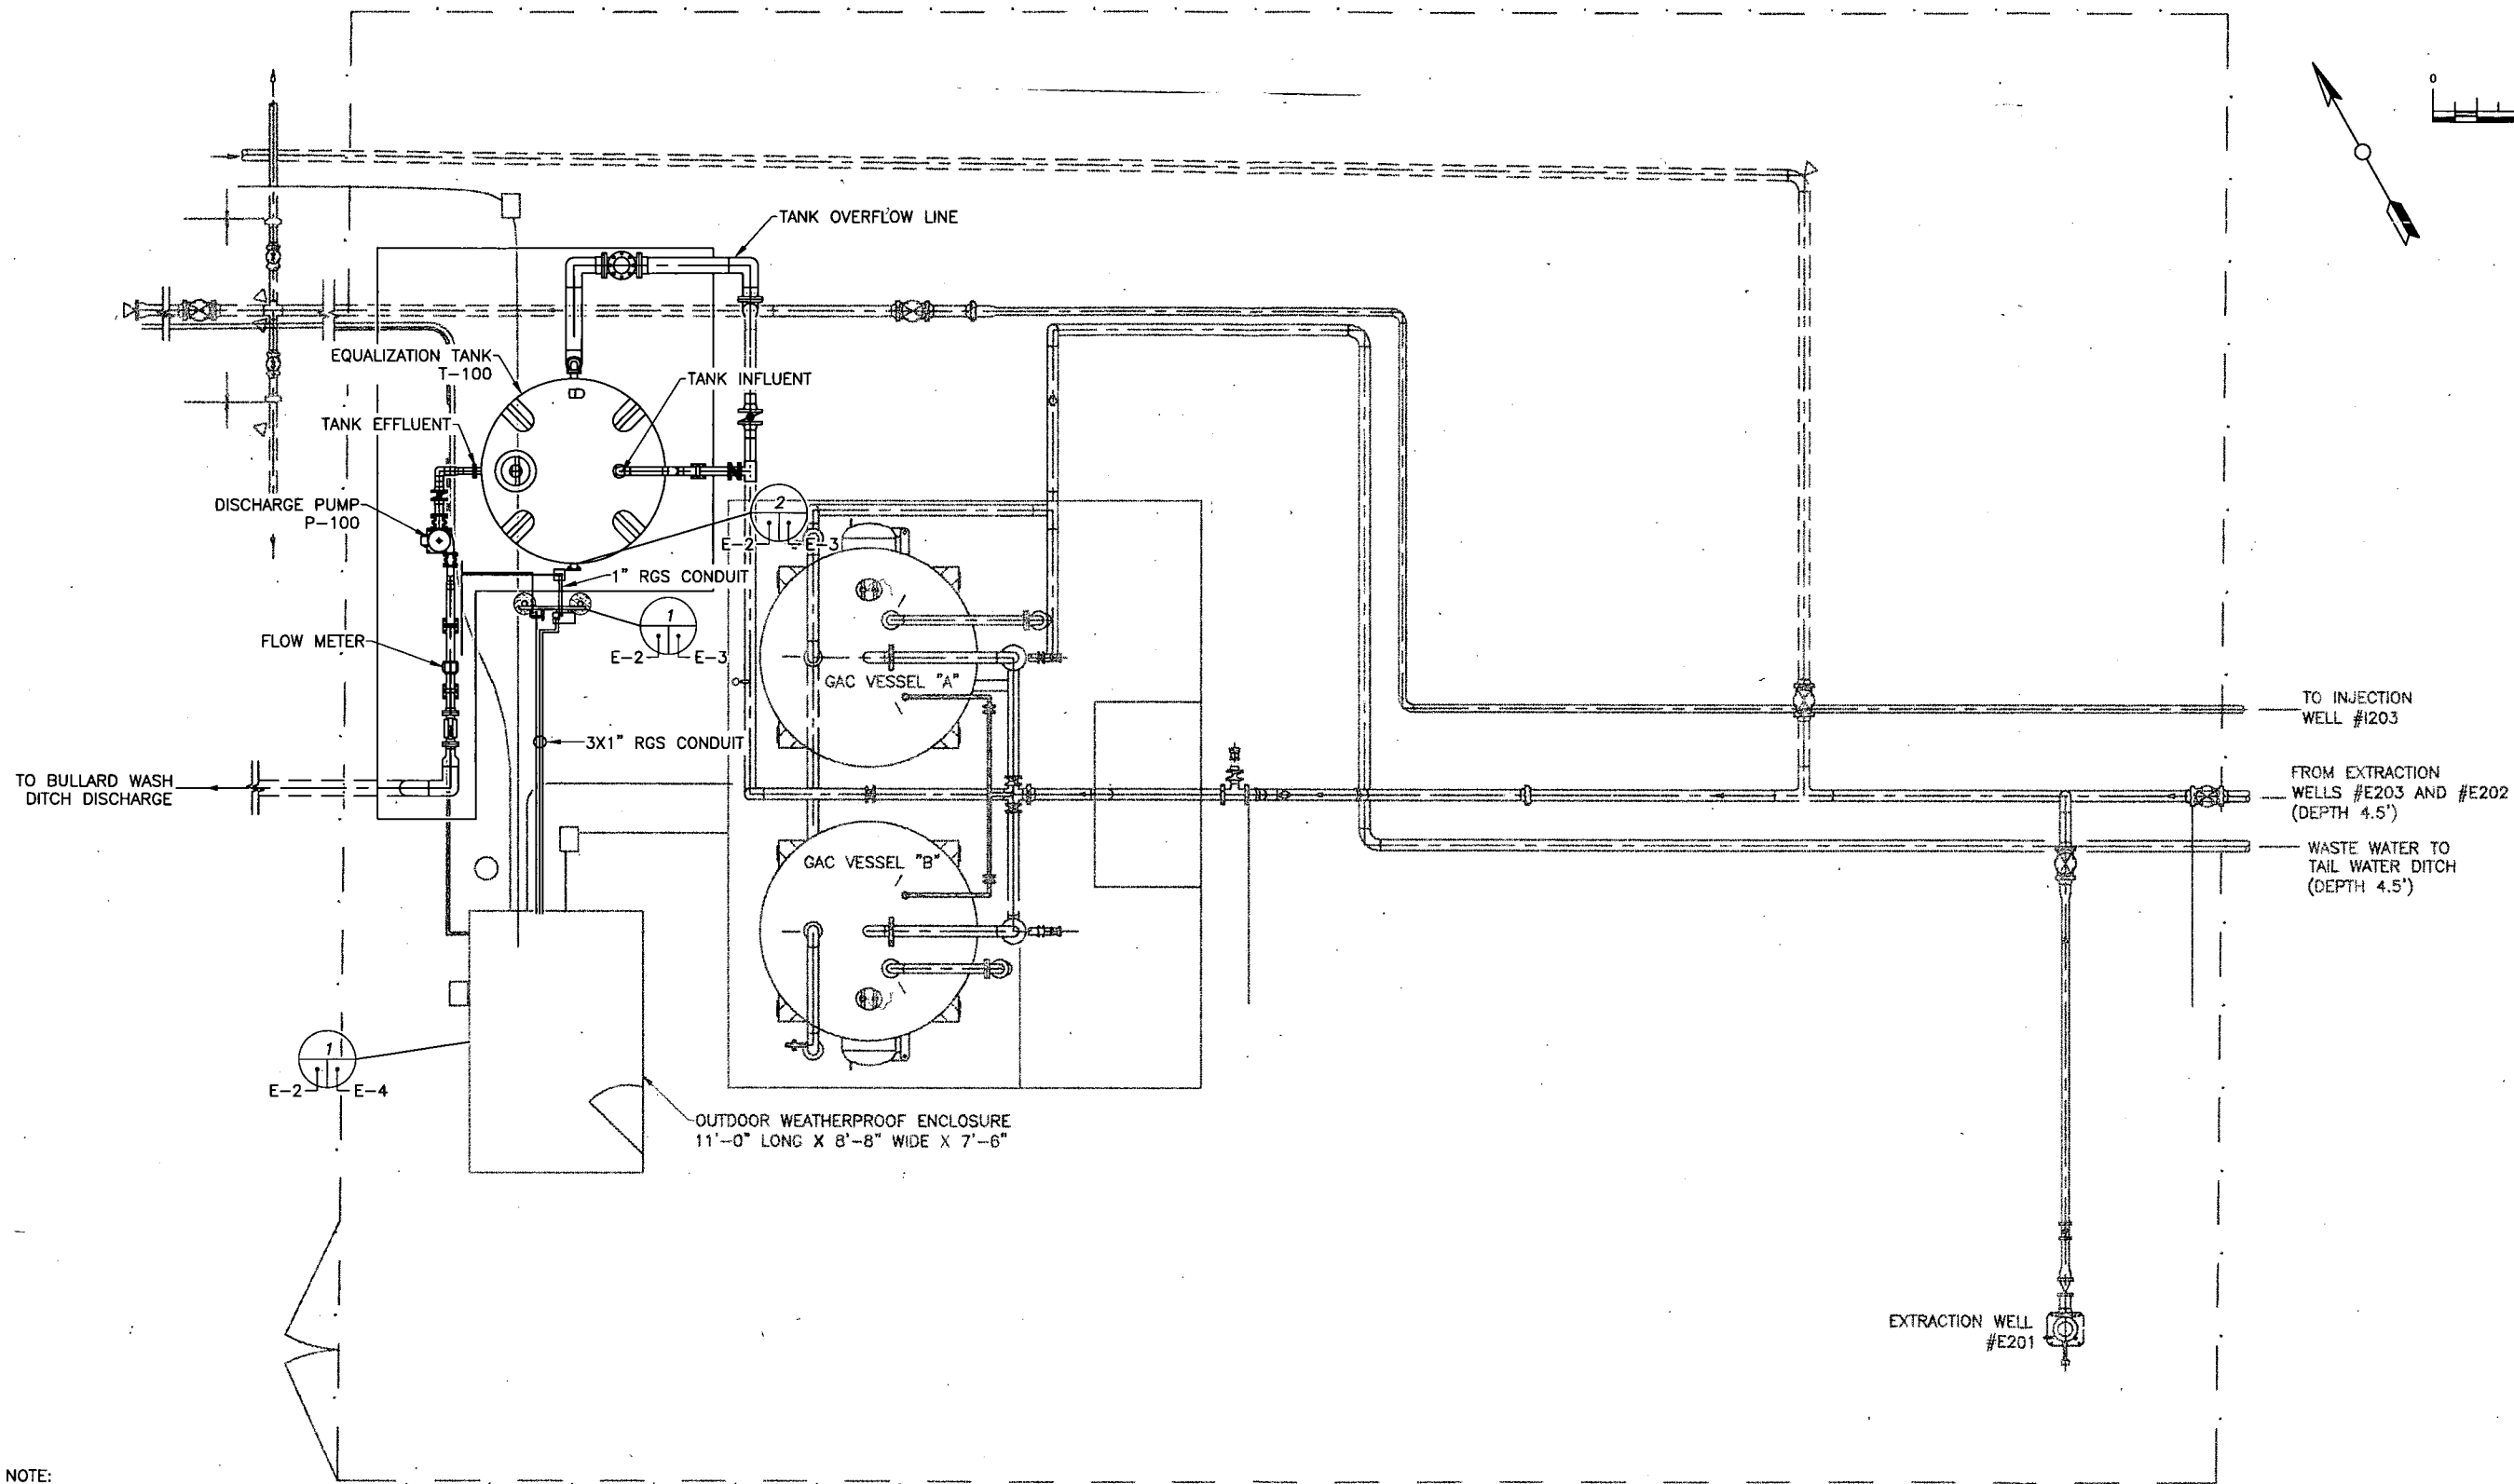 0
TANK OVERFLOW LINE
EQUALIZATION TANK
T-100
TANK INFLUENT
TANK EFFLUENT
DISCHARGE PUMP
P-100
2
E-2
E-3
1" RGS CONDUIT
1
E-2
E-3
FLOW METER
GAC VESSEL "A"
3X1" RGS CONDUIT
TO INJECTION
WELL #I203
TO BULLARD WASH
DITCH DISCHARGE
FROM EXTRACTION
WELLS #E203 AND #E202
(DEPTH 4.5')
WASTE WATER TO
TAIL WATER DITCH
(DEPTH 4.5')
GAC VESSEL "B"
1
E-2
E-4
OUTDOOR WEATHERPROOF ENCLOSURE
11'-0" LONG X 8'-8" WIDE X 7'-6"
EXTRACTION WELL
#E201
NOTE: